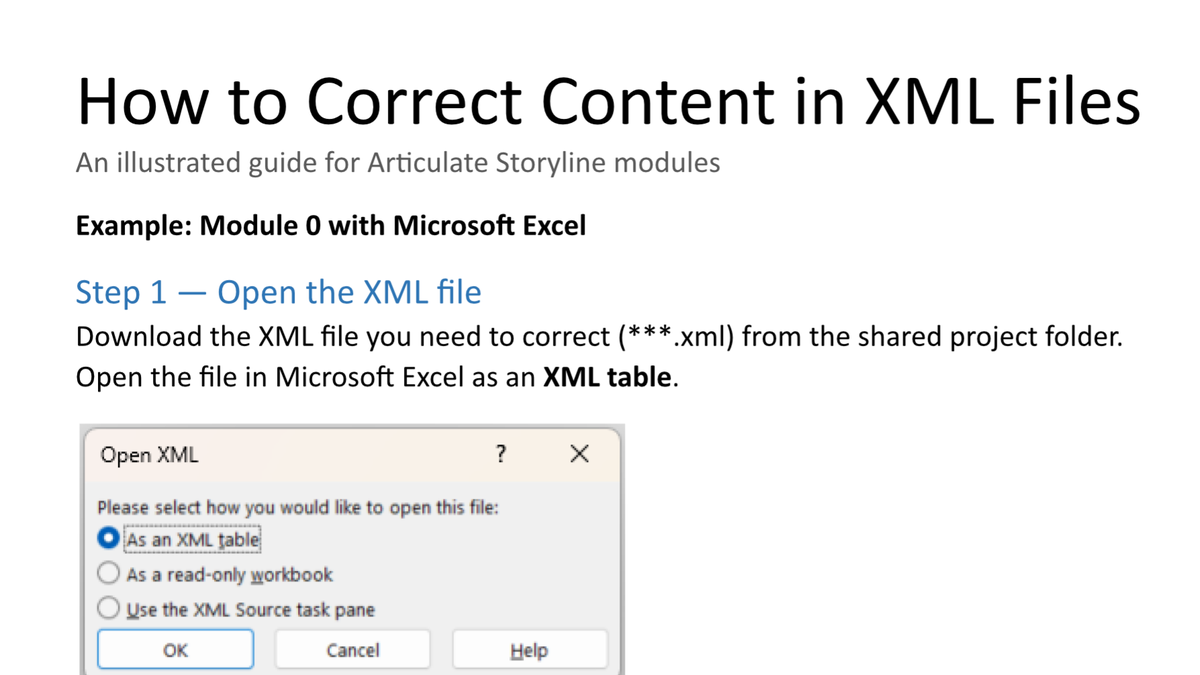 How to Correct Content in XML Files
An illustrated guide for Articulate Storyline modules
Example: Module 0 with Microsoft Excel
Step 1 — Open the XML file
Download the XML file you need to correct (***.xml) from the shared project folder.
Open the file in Microsoft Excel as an XML table.
Open XML ? ×
Please select how you would like to open this file:
As an XML table
As a read-only workbook
Use the XML Source task pane
OK Cancel Help